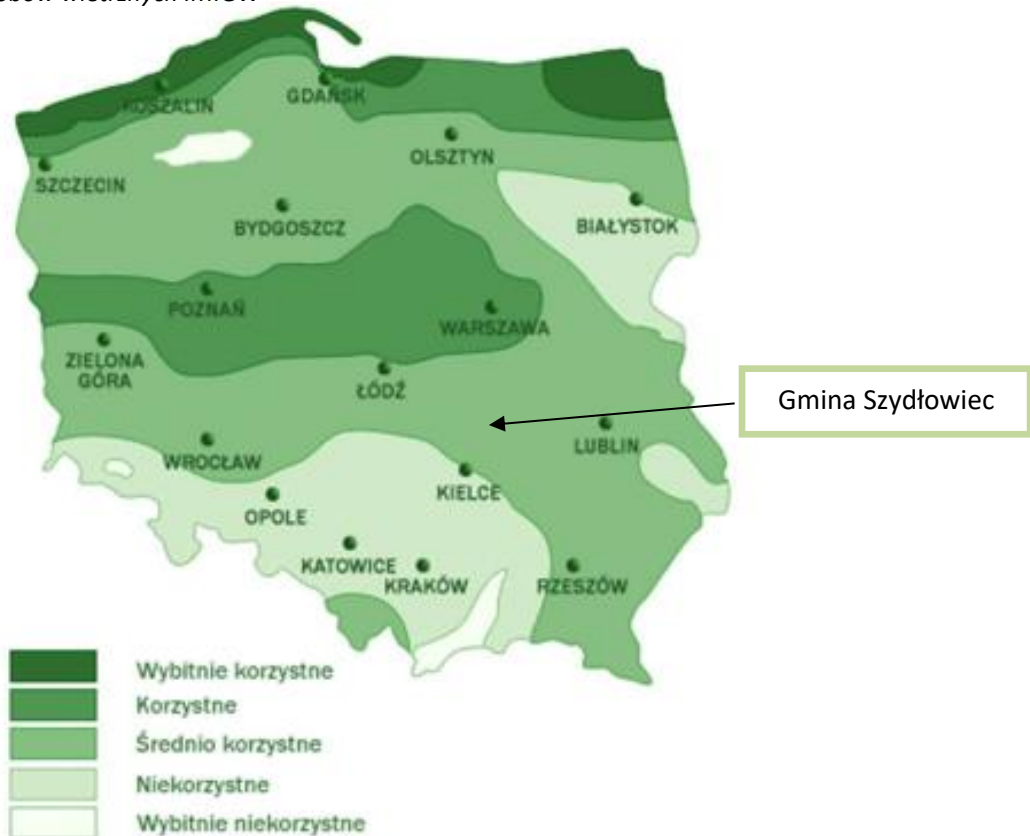 KOSZALIN
GDAŃSK
OLSZTYN
SZCZECIN
BYDGOSZCZ
BIAŁYSTOK
POZNAŃ
WARSZAWA
ZIELONA
GÓRA
ŁÓDŹ
Gmina Szydłowiec
LUBLIN
WROCŁAW
KIELCE
OPOLE
KATOWICE
KRAKÓW
RZESZÓW
Wybitnie korzystne
Korzystne
Średnio korzystne
Niekorzystne
Wybitnie niekorzystne